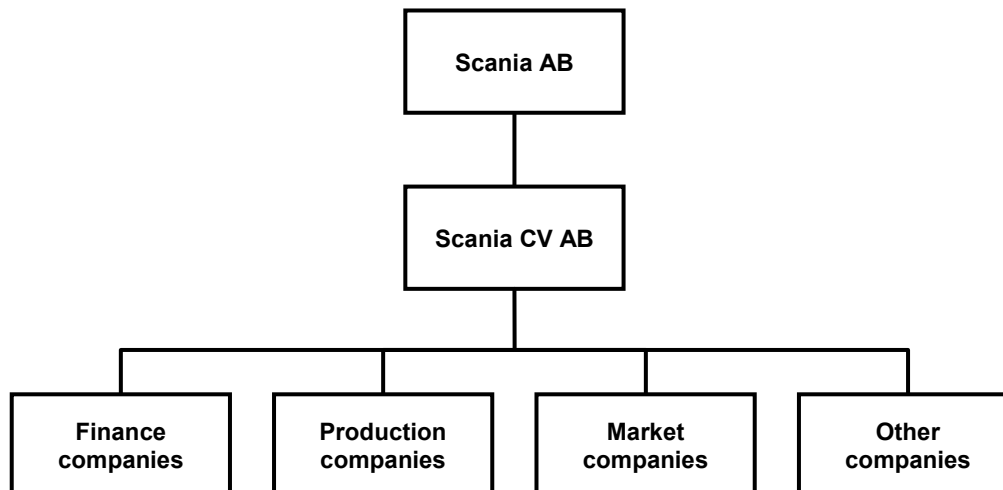 Scania AB
Scania CV AB
Finance
companies
Production
companies
Market
companies
Other
companies